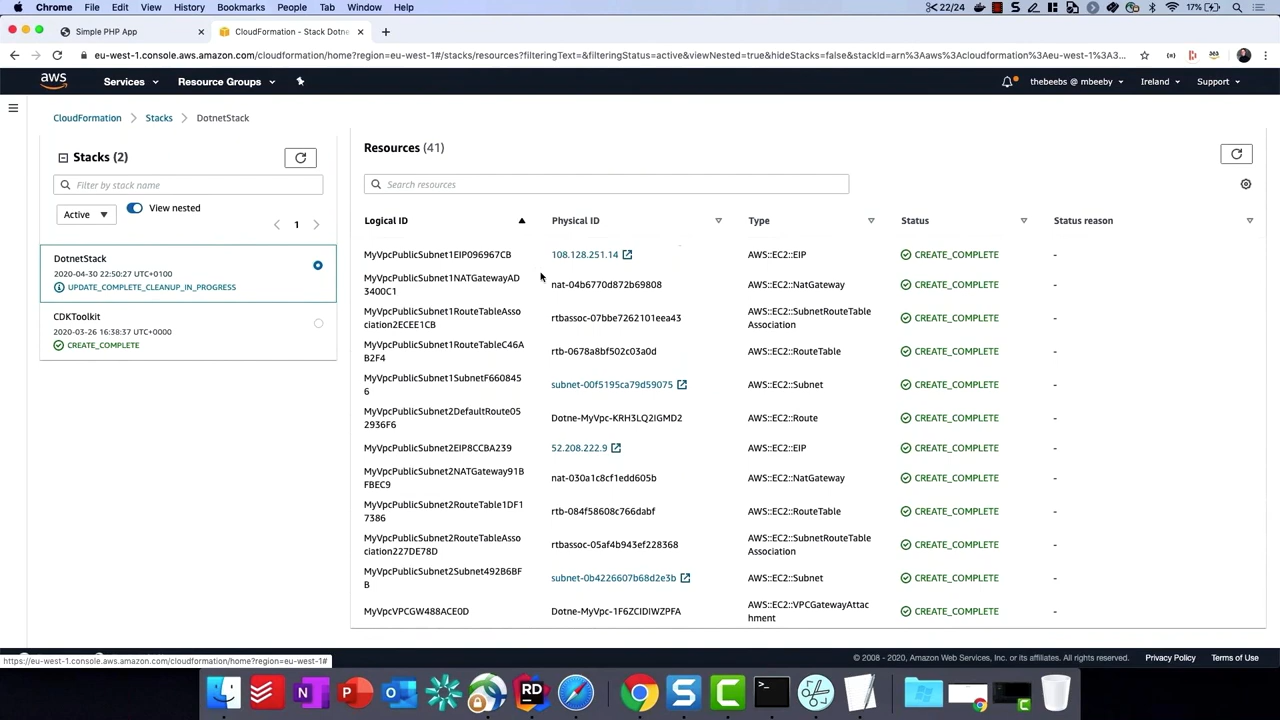 Chrome File Edit View History Bookmarks People Tab Window Help 22/24 17%
Simple PHP App
CloudFormation - Stack Dotne
eu-west-1.console.aws.amazon.com/cloudformation/home?region=eu-west-1#/stacks/resources?filteringText=&filteringStatus=active&viewNested=true&hideStacks=false&stackId=arn%3Aaws%3Acloudformation%3Aeu-west-1%3A3...
aws Services Resource Groups thebeebs @ mbeeby Ireland Support
CloudFormation Stacks DotnetStack
Stacks (2)
Filter by stack name
Active View nested 1
DotnetStack
2020-04-30 22:50:27 UTC+0100
UPDATE_COMPLETE_CLEANUP_IN_PROGRESS
CDKToolkit
2020-03-26 16:38:37 UTC+0000
CREATE_COMPLETE
Resources (41)
Search resources
Logical ID Physical ID Type Status Status reason
MyVpcPublicSubnet1EIP096967CB 108.128.251.14 AWS::EC2::EIP CREATE_COMPLETE -
MyVpcPublicSubnet1NATGatewayAD
3400C1 nat-04b6770d872b69808 AWS::EC2::NatGateway CREATE_COMPLETE -
MyVpcPublicSubnet1RouteTableAsso
ciation2ECEE1CB rtbassoc-07bbe7262101eea43 AWS::EC2::SubnetRouteTable
Association CREATE_COMPLETE -
MyVpcPublicSubnet1RouteTableC46A
B2F4 rtb-0678a8bf502c03a0d AWS::EC2::RouteTable CREATE_COMPLETE -
MyVpcPublicSubnet1SubnetF660845
6 subnet-00f5195ca79d59075 AWS::EC2::Subnet CREATE_COMPLETE -
MyVpcPublicSubnet2DefaultRoute05
2936F6 Dotne-MyVpc-KRH3LQ2IGMD2 AWS::EC2::Route CREATE_COMPLETE -
MyVpcPublicSubnet2EIP8CCBA239 52.208.222.9 AWS::EC2::EIP CREATE_COMPLETE -
MyVpcPublicSubnet2NATGateway91B
FBEC9 nat-030a1c8cf1edd605b AWS::EC2::NatGateway CREATE_COMPLETE -
MyVpcPublicSubnet2RouteTable1DF1
7386 rtb-084f58608c766dabf AWS::EC2::RouteTable CREATE_COMPLETE -
MyVpcPublicSubnet2RouteTableAsso
ciation227DE78D rtbassoc-05af4b943ef228368 AWS::EC2::SubnetRouteTable
Association CREATE_COMPLETE -
MyVpcPublicSubnet2Subnet492B6BF
B subnet-0b4226607b68d2e3b AWS::EC2::Subnet CREATE_COMPLETE -
MyVpcVPCGW488ACE0D Dotne-MyVpc-1F6ZCIDIWZPFA AWS::EC2::VPCGatewayAttac
hment CREATE_COMPLETE -
https://eu-west-1.console.aws.amazon.com/cloudformation/home?region=eu-west-1#
© 2008 - 2020, Amazon Web Services, Inc. or its affiliates. All rights reserved. Privacy Policy Terms of Use
N P RD S C >_